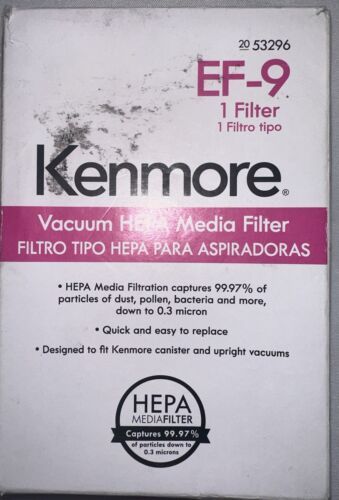 20 53296
EF-9
1 Filter
1 Filtro tipo
Kenmore®
Vacuum HEPA Media Filter
FILTRO TIPO HEPA PARA ASPIRADORAS
• HEPA Media Filtration captures 99.97% of
particles of dust, pollen, bacteria and more,
down to 0.3 micron
• Quick and easy to replace
• Designed to fit Kenmore canister and upright vacuums
HEPA
MEDIAFILTER
Captures 99.97%
of particles down to
0.3 microns